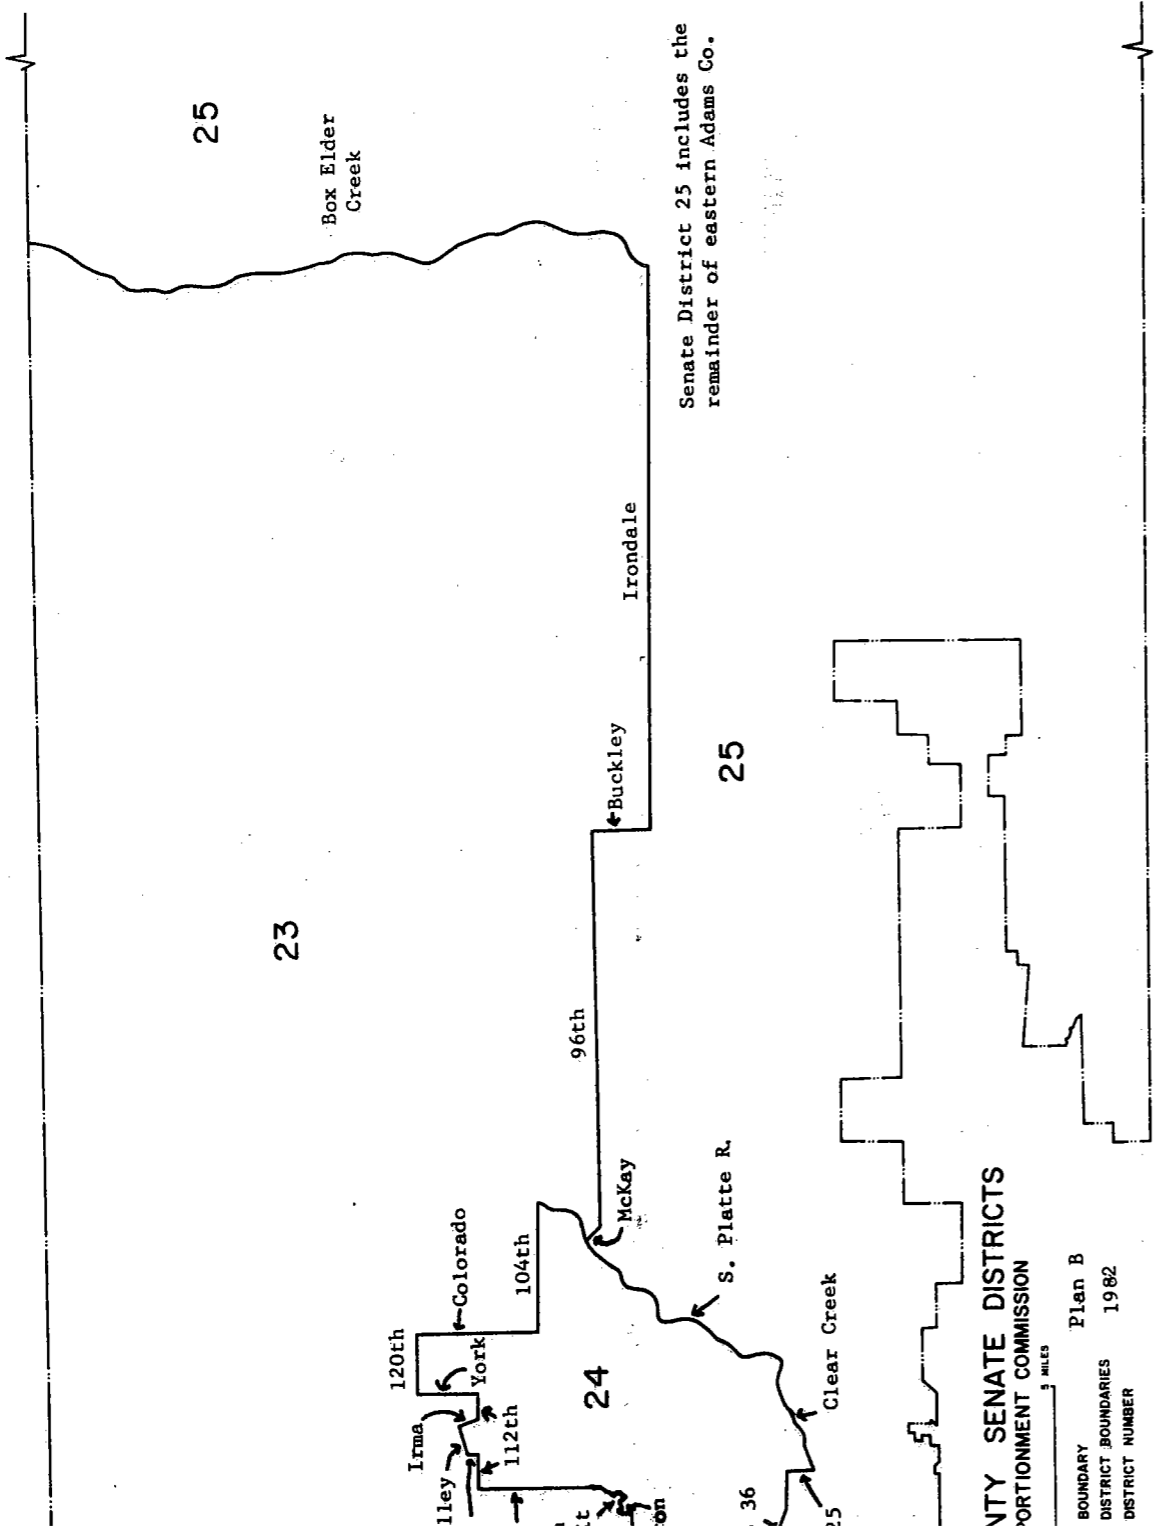 25
Box Elder
Creek
Senate District 25 includes the
remainder of eastern Adams Co.
Irondale
Buckley
25
23
96th
McKay
S. Platte R.
Clear Creek
104th
Colorado
120th
York
Irma
112th
24
36
25
SENATE DISTRICTS
COMMISSION
5 MILES
Plan B
1982
BOUNDARY
DISTRICT BOUNDARIES
DISTRICT NUMBER